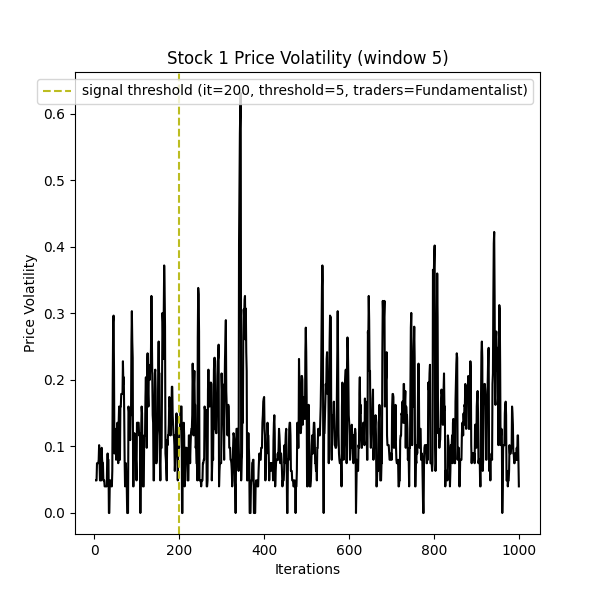 Stock 1 Price Volatility (window 5)
signal threshold (it=200, threshold=5, traders=Fundamentalist)
0.6
0.5
0.4
0.3
0.2
0.1
0.0
Price Volatility
0 200 400 600 800 1000
Iterations